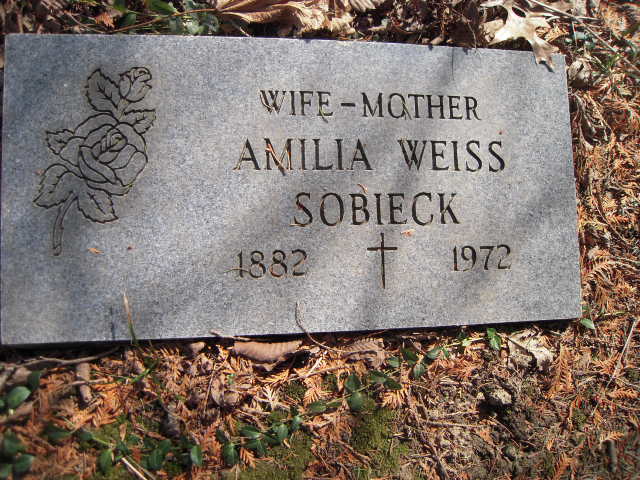 WIFE-MOTHER
AMILIA WEISS
SOBIECK
1882 1972